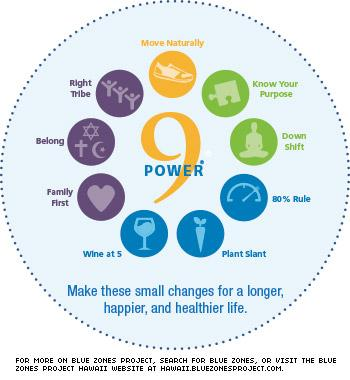 Move Naturally
Right
Tribe
Know Your
Purpose
Belong
Down
Shift
9
POWER
Family
First
80% Rule
Wine at 5
Plant Slant
Make these small changes for a longer,
happier, and healthier life.
FOR MORE ON BLUE ZONES PROJECT, SEARCH FOR BLUE ZONES, OR VISIT THE BLUE
ZONES PROJECT HAWAII WEBSITE AT HAWAII.BLUEZONESPROJECT.COM.